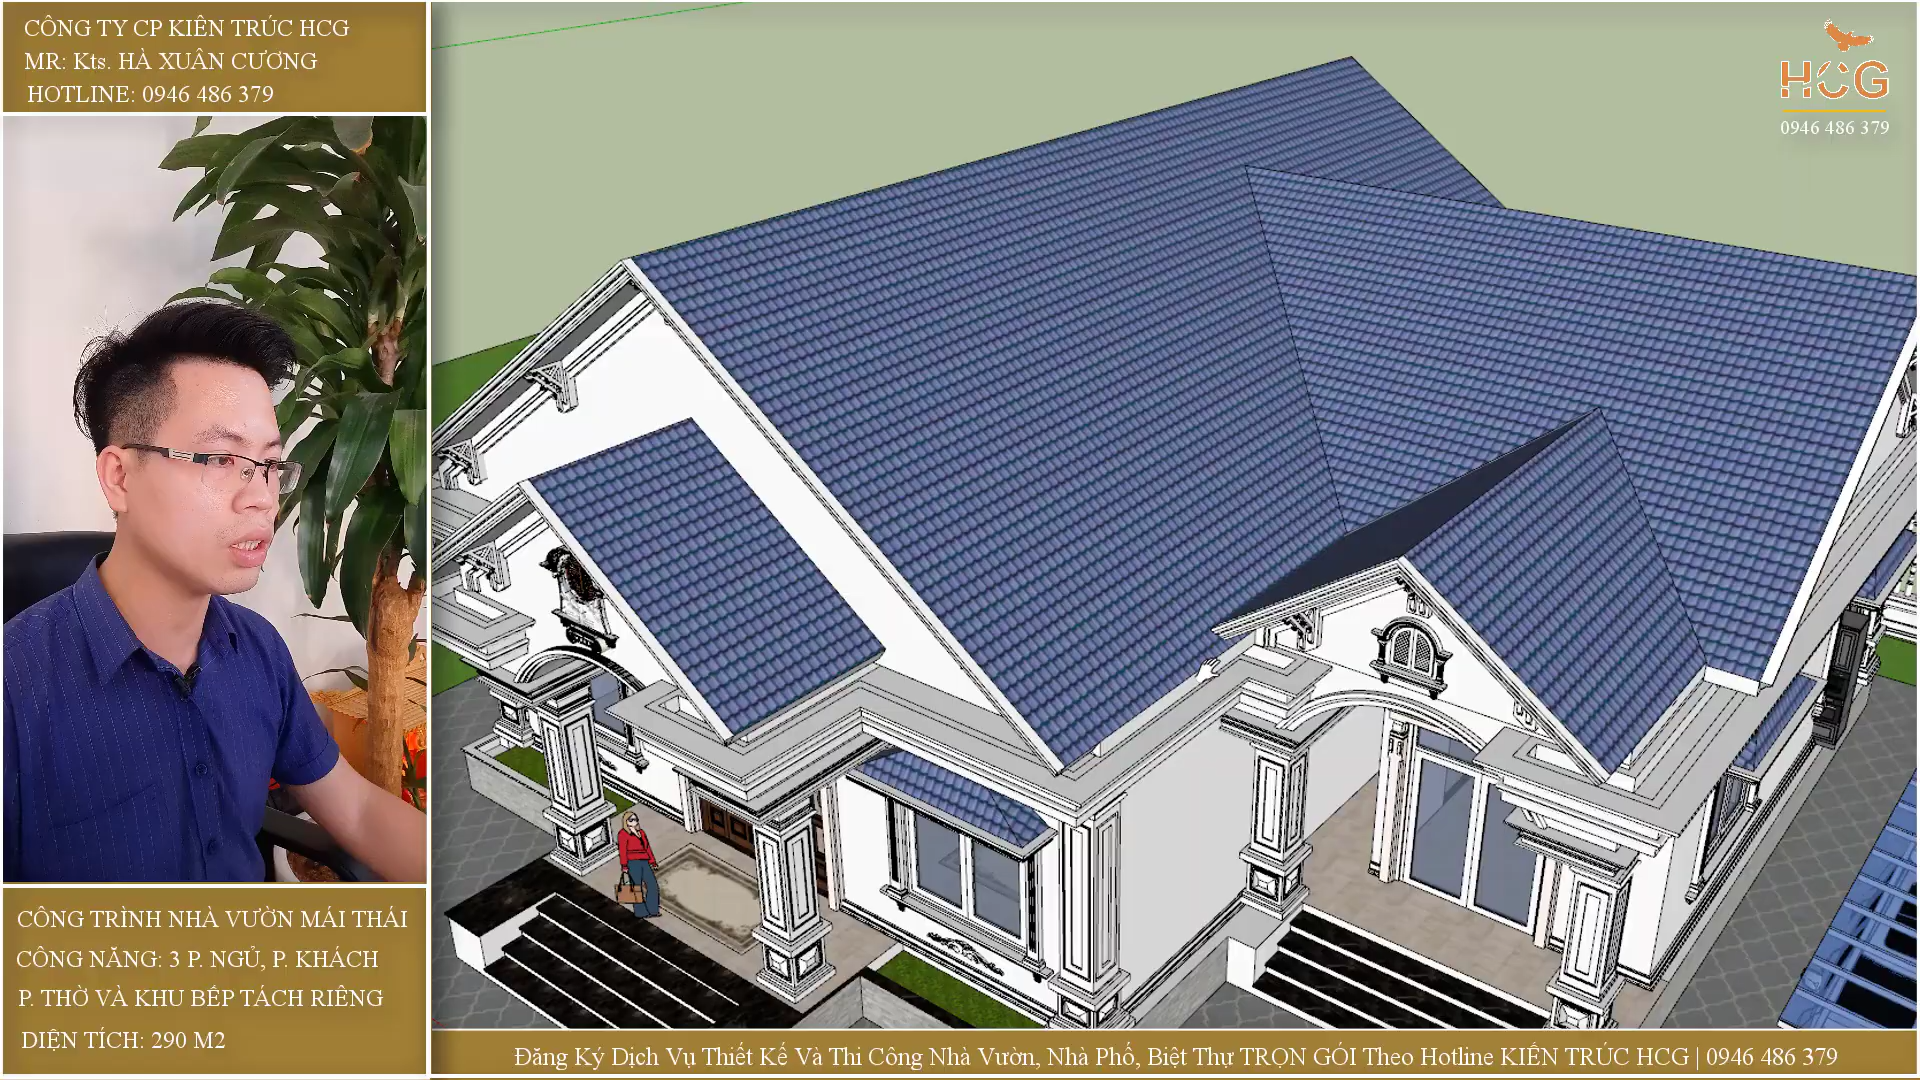 CÔNG TY CP KIẾN TRÚC HCG
MR: Kts. HÀ XUÂN CƯƠNG
HOTLINE: 0946 486 379
HCG
0946 486 379
CÔNG TRÌNH NHÀ VƯỜN MÁI THÁI
CÔNG NĂNG: 3 P. NGỦ, P. KHÁCH
P. THỜ VÀ KHU BẾP TÁCH RIÊNG
DIỆN TÍCH: 290 M2
Đăng Ký Dịch Vụ Thiết Kế Và Thi Công Nhà Vườn, Nhà Phố, Biệt Thự TRỌN GÓI Theo Hotline KIẾN TRÚC HCG | 0946 486 379